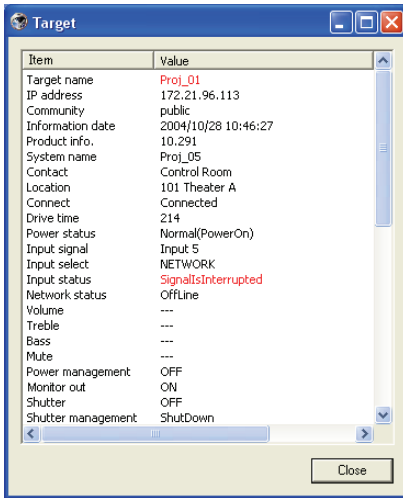 Target
Item Value
Target name Proj_01
IP address 172.21.96.113
Community public
Information date 2004/10/28 10:46:27
Product info. 10.291
System name Proj_05
Contact Control Room
Location 101 Theater A
Connect Connected
Drive time 214
Power status Normal(PowerOn)
Input signal Input 5
Input select NETWORK
Input status SignalIsInterrupted
Network status OffLine
Volume ---
Treble ---
Bass ---
Mute ---
Power management OFF
Monitor out ON
Shutter OFF
Shutter management ShutDown
Close